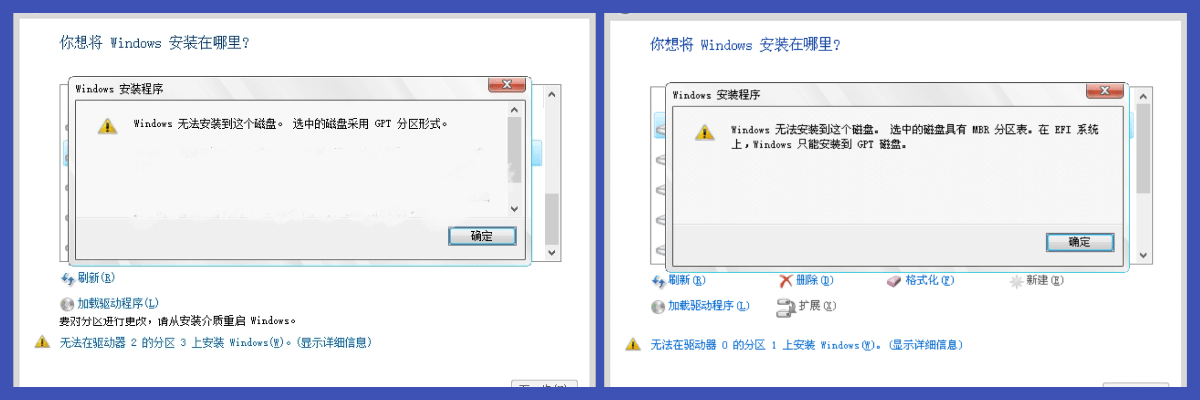 你想将 Windows 安装在哪里?
Windows 安装程序
Windows 无法安装到这个磁盘。 选中的磁盘采用 GPT 分区形式。
确定
刷新(R)
加载驱动程序(L)
要对分区进行更改，请从安装介质重启 Windows。
无法在驱动器 2 的分区 3 上安装 Windows(W)。(显示详细信息)
你想将 Windows 安装在哪里?
Windows 安装程序
Windows 无法安装到这个磁盘。 选中的磁盘具有 MBR 分区表。在 EFI 系统
上，Windows 只能安装到 GPT 磁盘。
确定
刷新(R) 删除(D) 格式化(F) 新建(E)
加载驱动程序(L) 扩展(X)
无法在驱动器 0 的分区 1 上安装 Windows(W)。(显示详细信息)